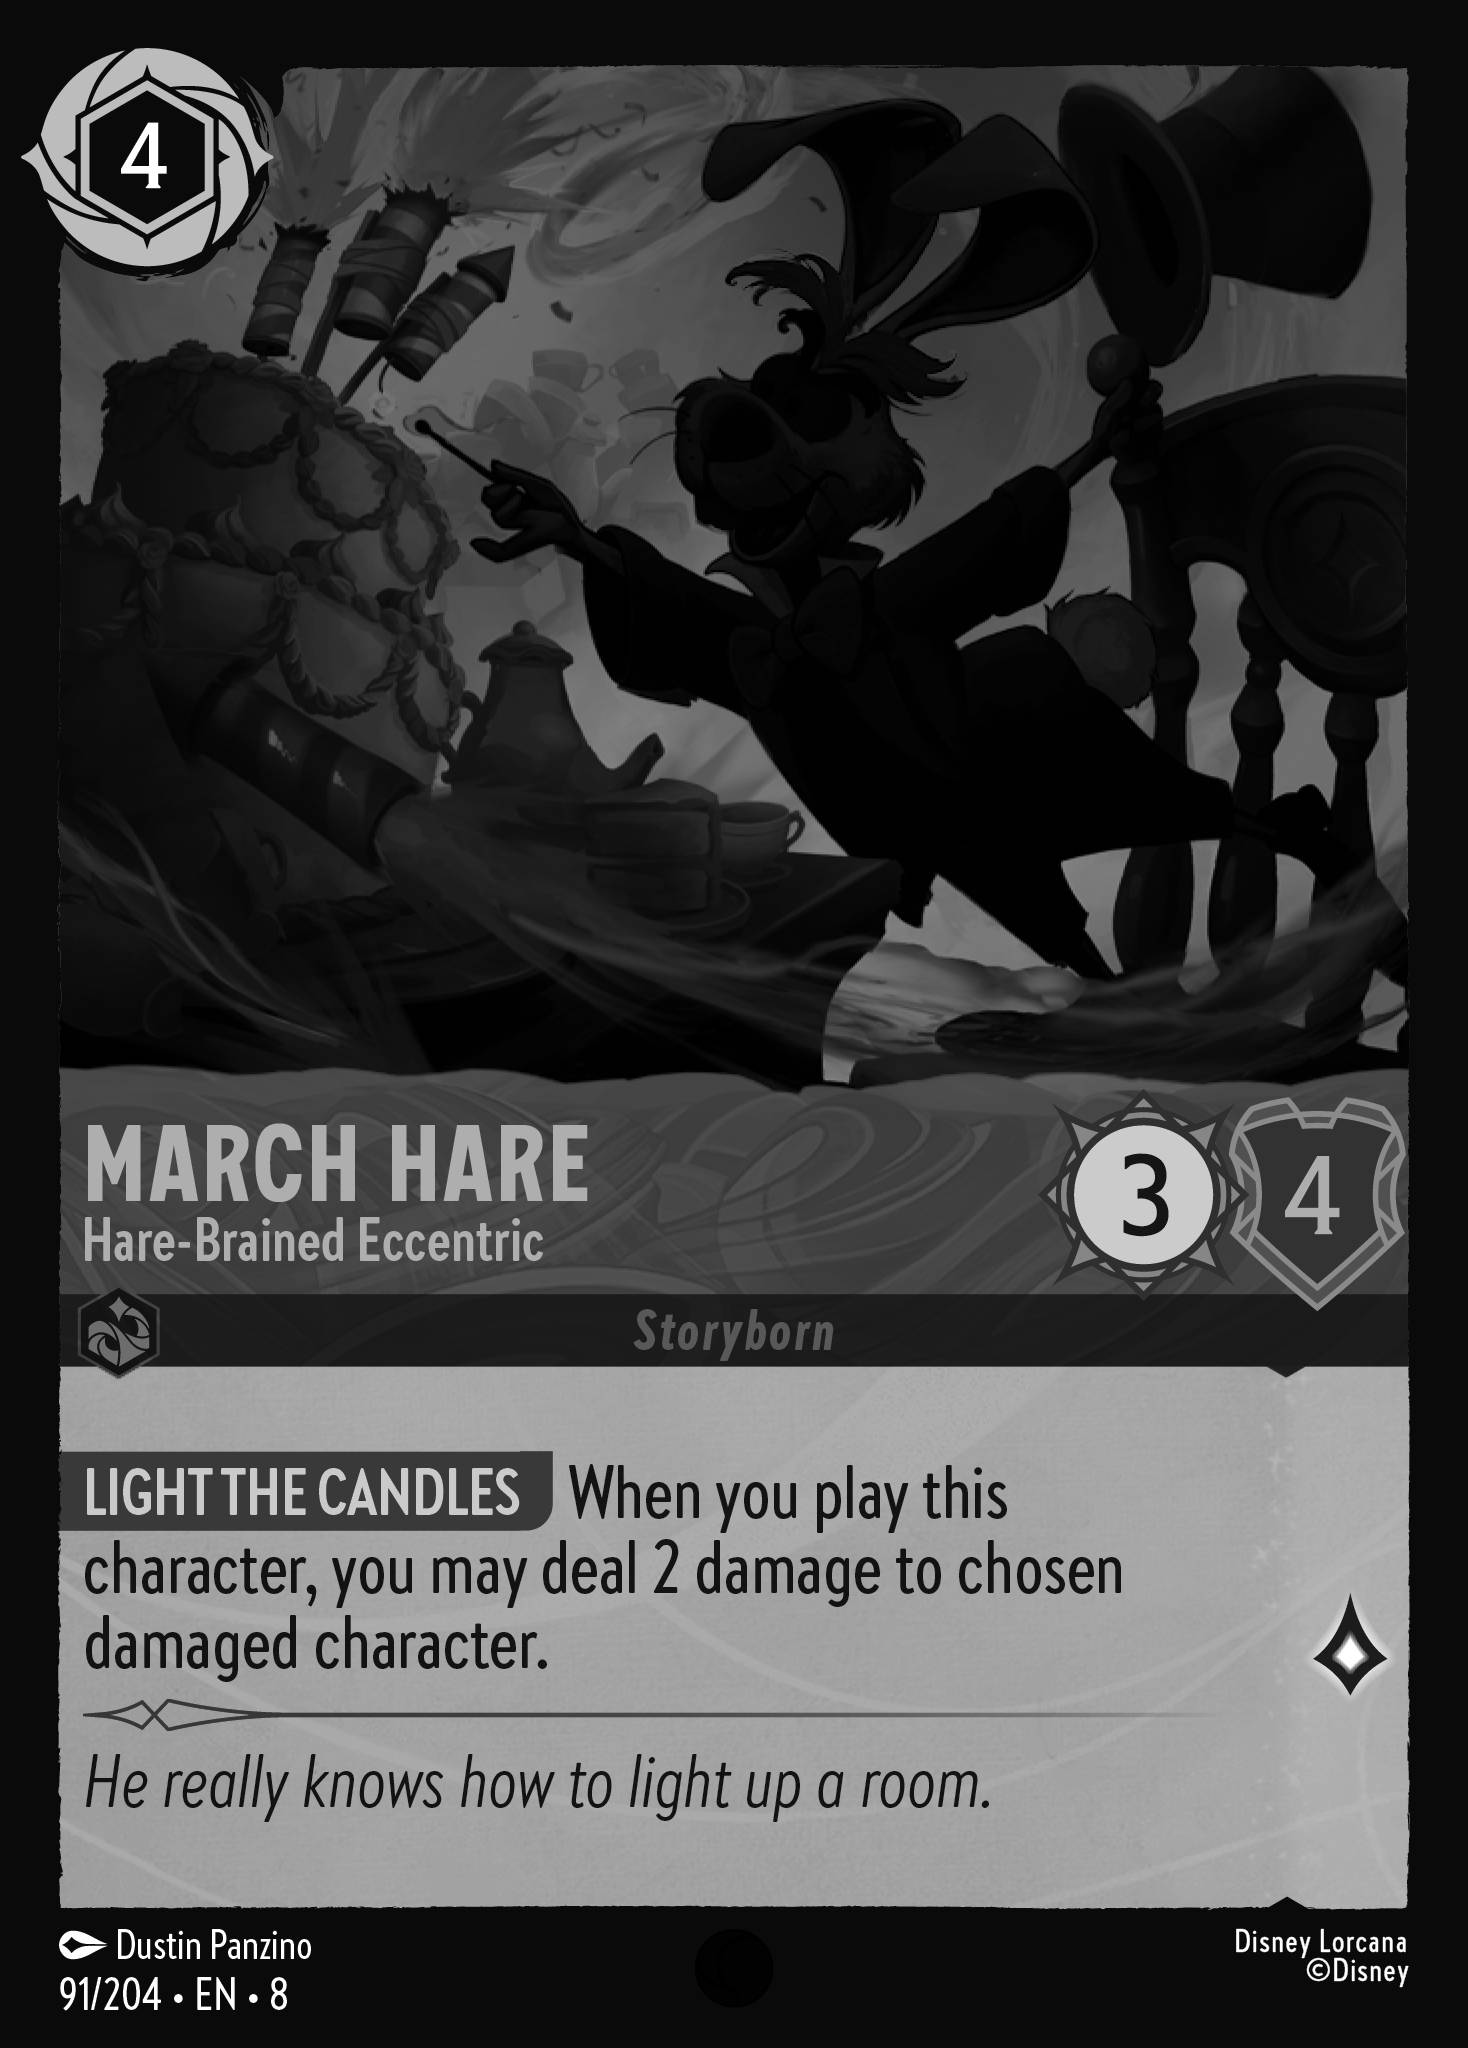 4
MARCH HARE
Hare-Brained Eccentric
3
4
Storyborn
LIGHT THE CANDLES When you play this
character, you may deal 2 damage to chosen
damaged character.
He really knows how to light up a room.
Dustin Panzino
91/204 • EN • 8
Disney Lorcana
©Disney